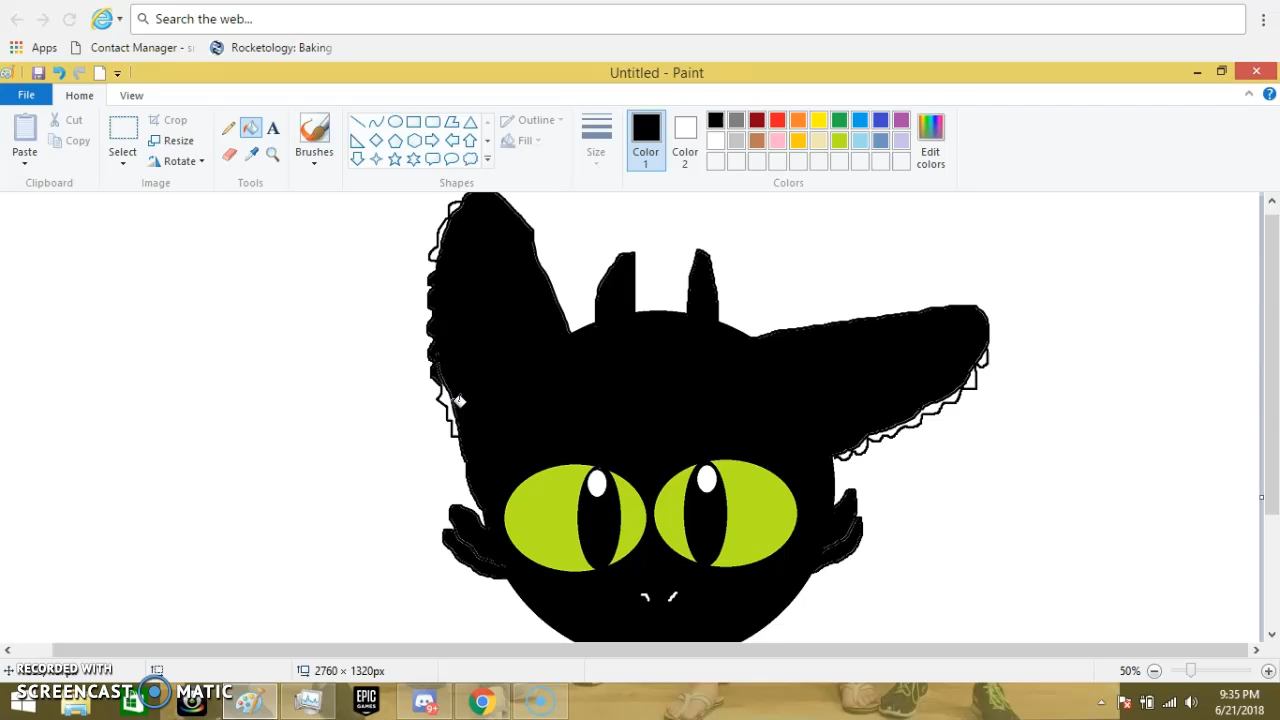 Search the web...
Apps Contact Manager - s Rocketology: Baking
Untitled - Paint
File Home View
Cut Crop Outline
Copy Resize Fill
Paste Select Rotate Brushes Size Color 1 Color 2 Edit colors
A
Clipboard Image Tools Shapes Colors
2760 × 1320px 50%
RECORDED WITH
SCREENCAST MATIC
EPIC GAMES
9:35 PM
6/21/2018